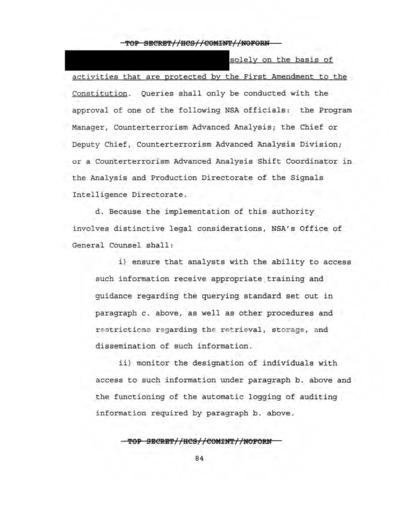 TOP SECRET//HCS//COMINT//NOFORN
solely on the basis of
activities that are protected by the First Amendment to the
Constitution. Queries shall only be conducted with the
approval of one of the following NSA officials: the Program
Manager, Counterterrorism Advanced Analysis; the Chief or
Deputy Chief, Counterterrorism Advanced Analysis Division;
or a Counterterrorism Advanced Analysis Shift Coordinator in
the Analysis and Production Directorate of the Signals
Intelligence Directorate.
d. Because the implementation of this authority
involves distinctive legal considerations, NSA's Office of
General Counsel shall:
i) ensure that analysts with the ability to access
such information receive appropriate training and
guidance regarding the querying standard set out in
paragraph c. above, as well as other procedures and
restrictions regarding the retrieval, storage, and
dissemination of such information.
ii) monitor the designation of individuals with
access to such information under paragraph b. above and
the functioning of the automatic logging of auditing
information required by paragraph b. above.
TOP SECRET//HCS//COMINT//NOFORN
84